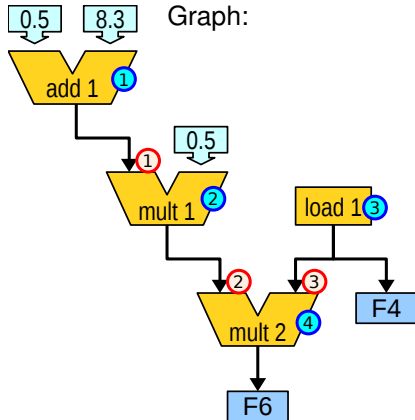 Graph:
0.5 8.3
add 1 1
1 0.5
mult 1 2
load 1 3
2 3
mult 2 4
F4
F6